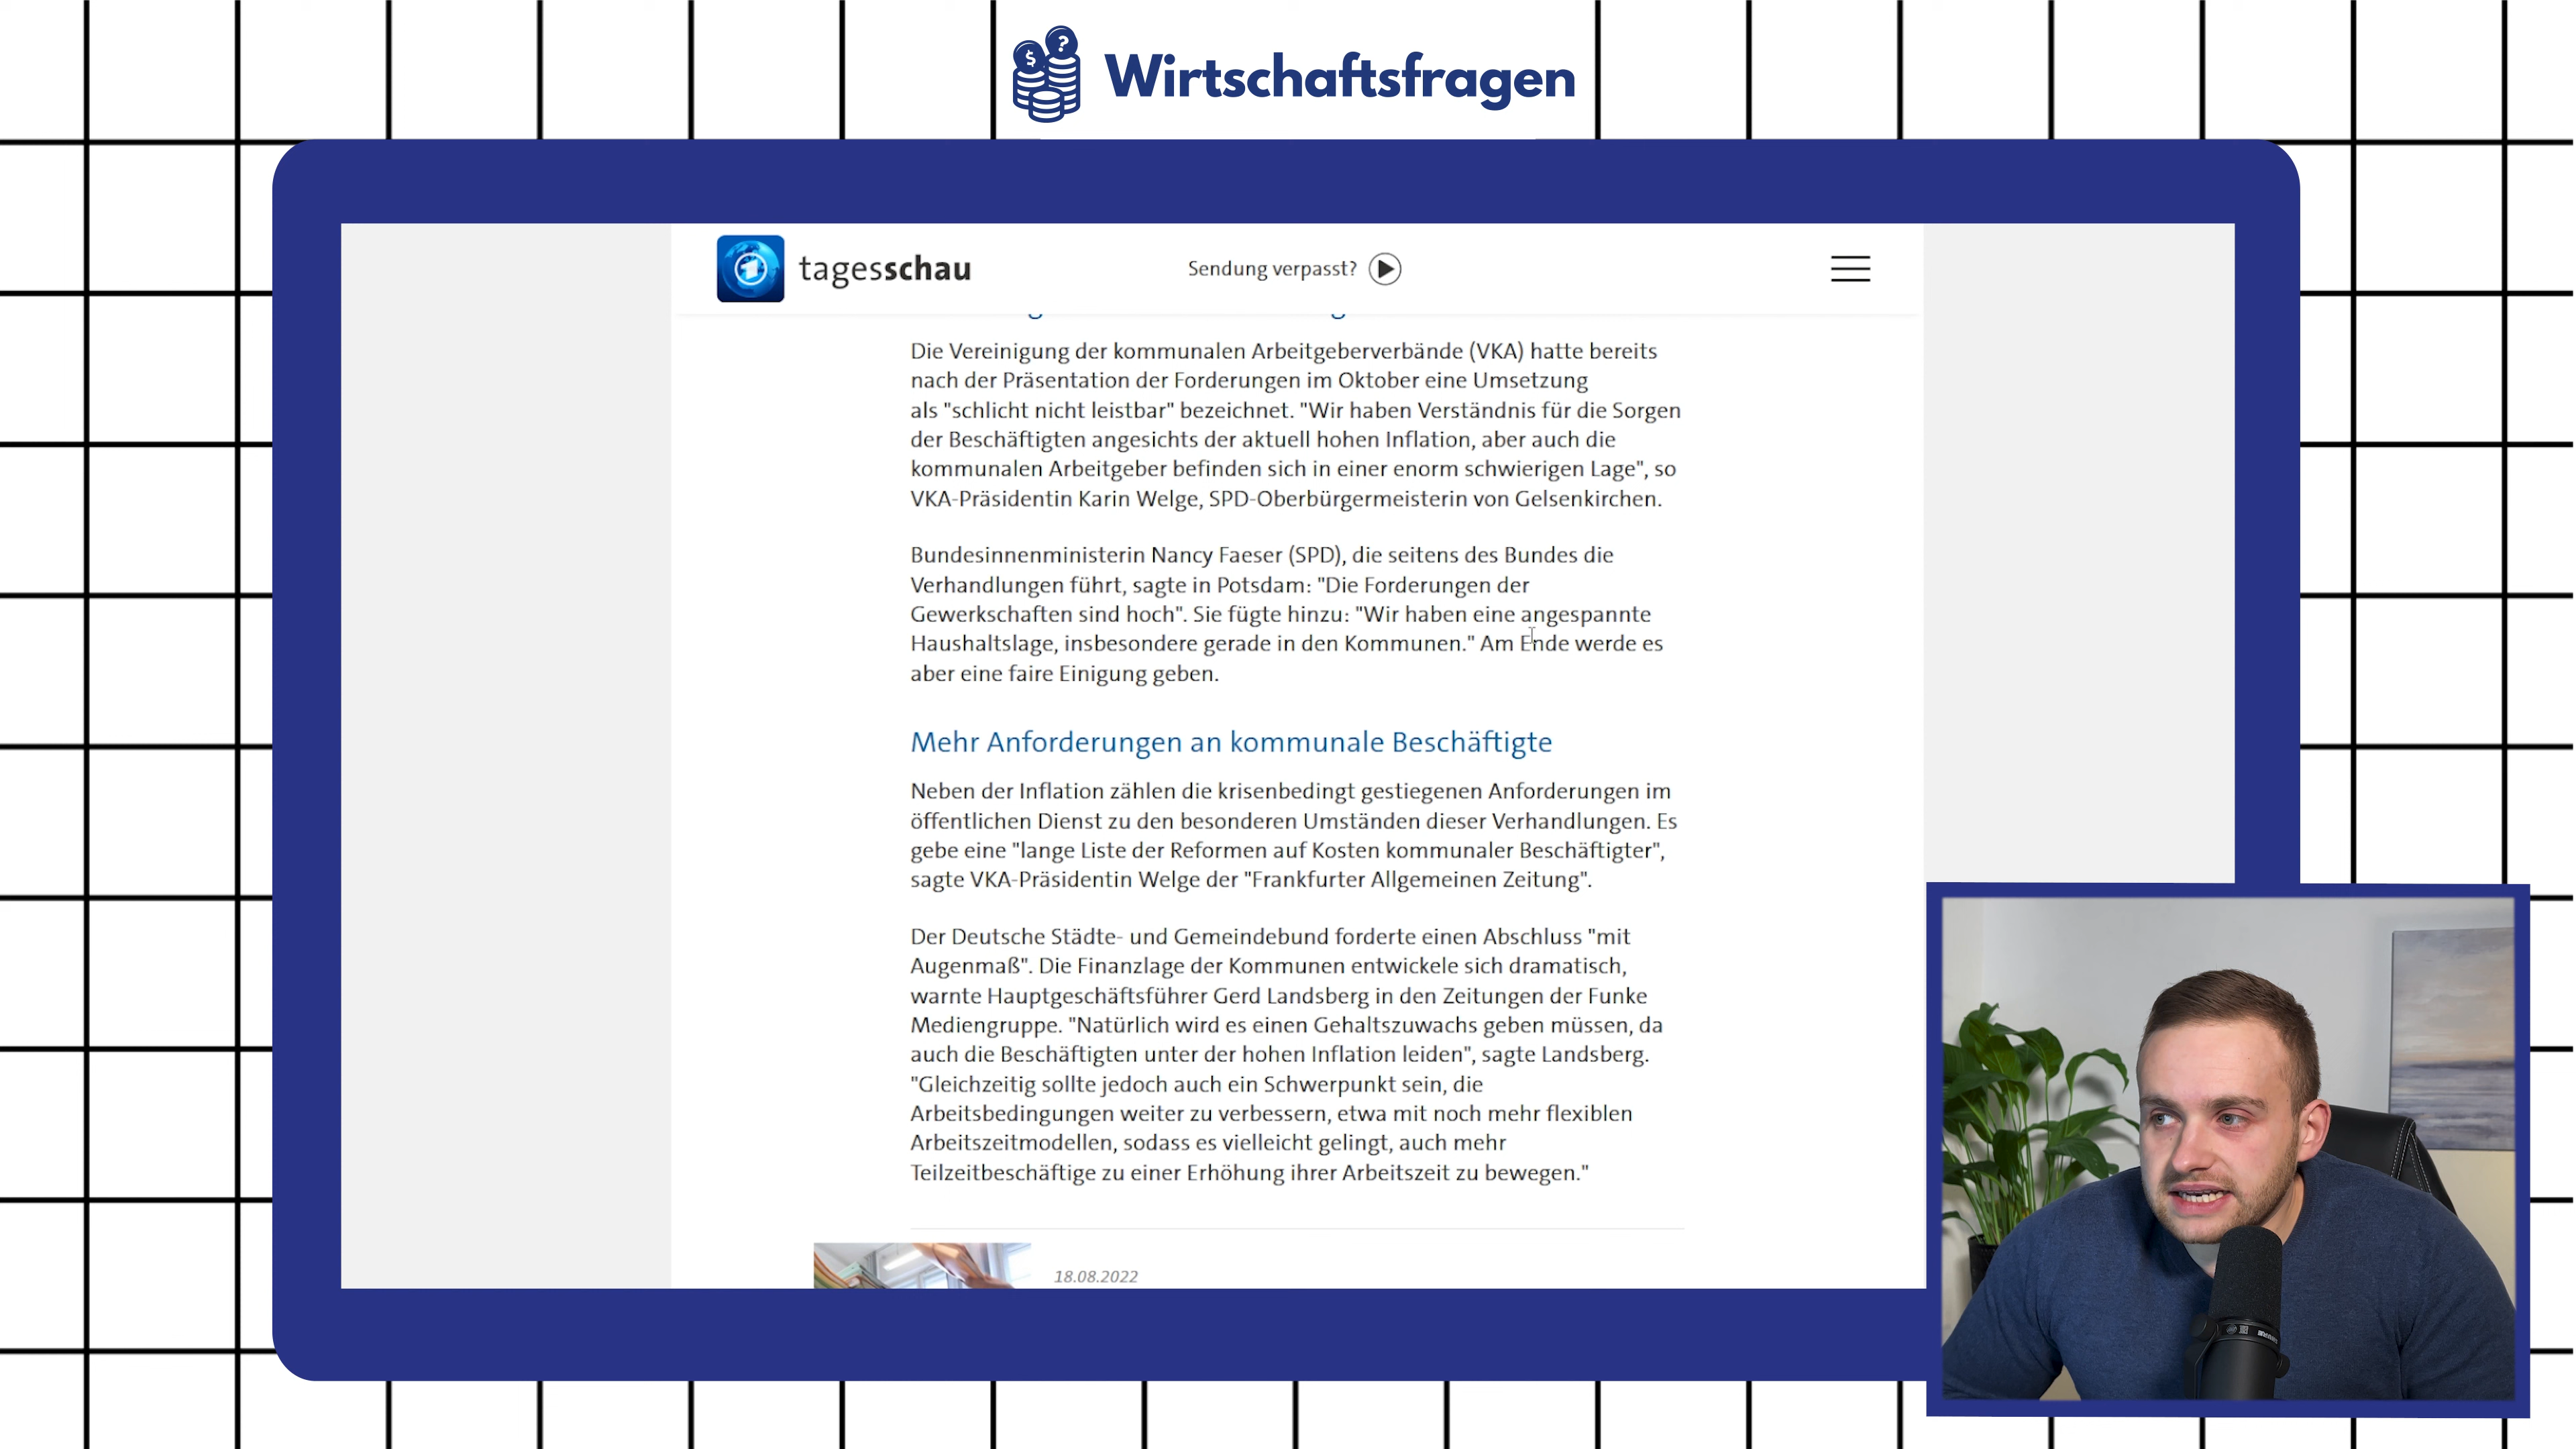 Wirtschaftsfragen
tagesschau
Sendung verpasst?
Die Vereinigung der kommunalen Arbeitgeberverbände (VKA) hatte bereits
nach der Präsentation der Forderungen im Oktober eine Umsetzung
als "schlicht nicht leistbar" bezeichnet. "Wir haben Verständnis für die Sorgen
der Beschäftigten angesichts der aktuell hohen Inflation, aber auch die
kommunalen Arbeitgeber befinden sich in einer enorm schwierigen Lage", so
VKA-Präsidentin Karin Welge, SPD-Oberbürgermeisterin von Gelsenkirchen.
Bundesinnenministerin Nancy Faeser (SPD), die seitens des Bundes die
Verhandlungen führt, sagte in Potsdam: "Die Forderungen der
Gewerkschaften sind hoch". Sie fügte hinzu: "Wir haben eine angespannte
Haushaltslage, insbesondere gerade in den Kommunen." Am Ende werde es
aber eine faire Einigung geben.
Mehr Anforderungen an kommunale Beschäftigte
Neben der Inflation zählen die krisenbedingt gestiegenen Anforderungen im
öffentlichen Dienst zu den besonderen Umständen dieser Verhandlungen. Es
gebe eine "lange Liste der Reformen auf Kosten kommunaler Beschäftigter",
sagte VKA-Präsidentin Welge der "Frankfurter Allgemeinen Zeitung".
Der Deutsche Städte- und Gemeindebund forderte einen Abschluss "mit
Augenmaß". Die Finanzlage der Kommunen entwickele sich dramatisch,
warnte Hauptgeschäftsführer Gerd Landsberg in den Zeitungen der Funke
Mediengruppe. "Natürlich wird es einen Gehaltszuwachs geben müssen, da
auch die Beschäftigten unter der hohen Inflation leiden", sagte Landsberg.
"Gleichzeitig sollte jedoch auch ein Schwerpunkt sein, die
Arbeitsbedingungen weiter zu verbessern, etwa mit noch mehr flexiblen
Arbeitszeitmodellen, sodass es vielleicht gelingt, auch mehr
Teilzeitbeschäftige zu einer Erhöhung ihrer Arbeitszeit zu bewegen."
18.08.2022